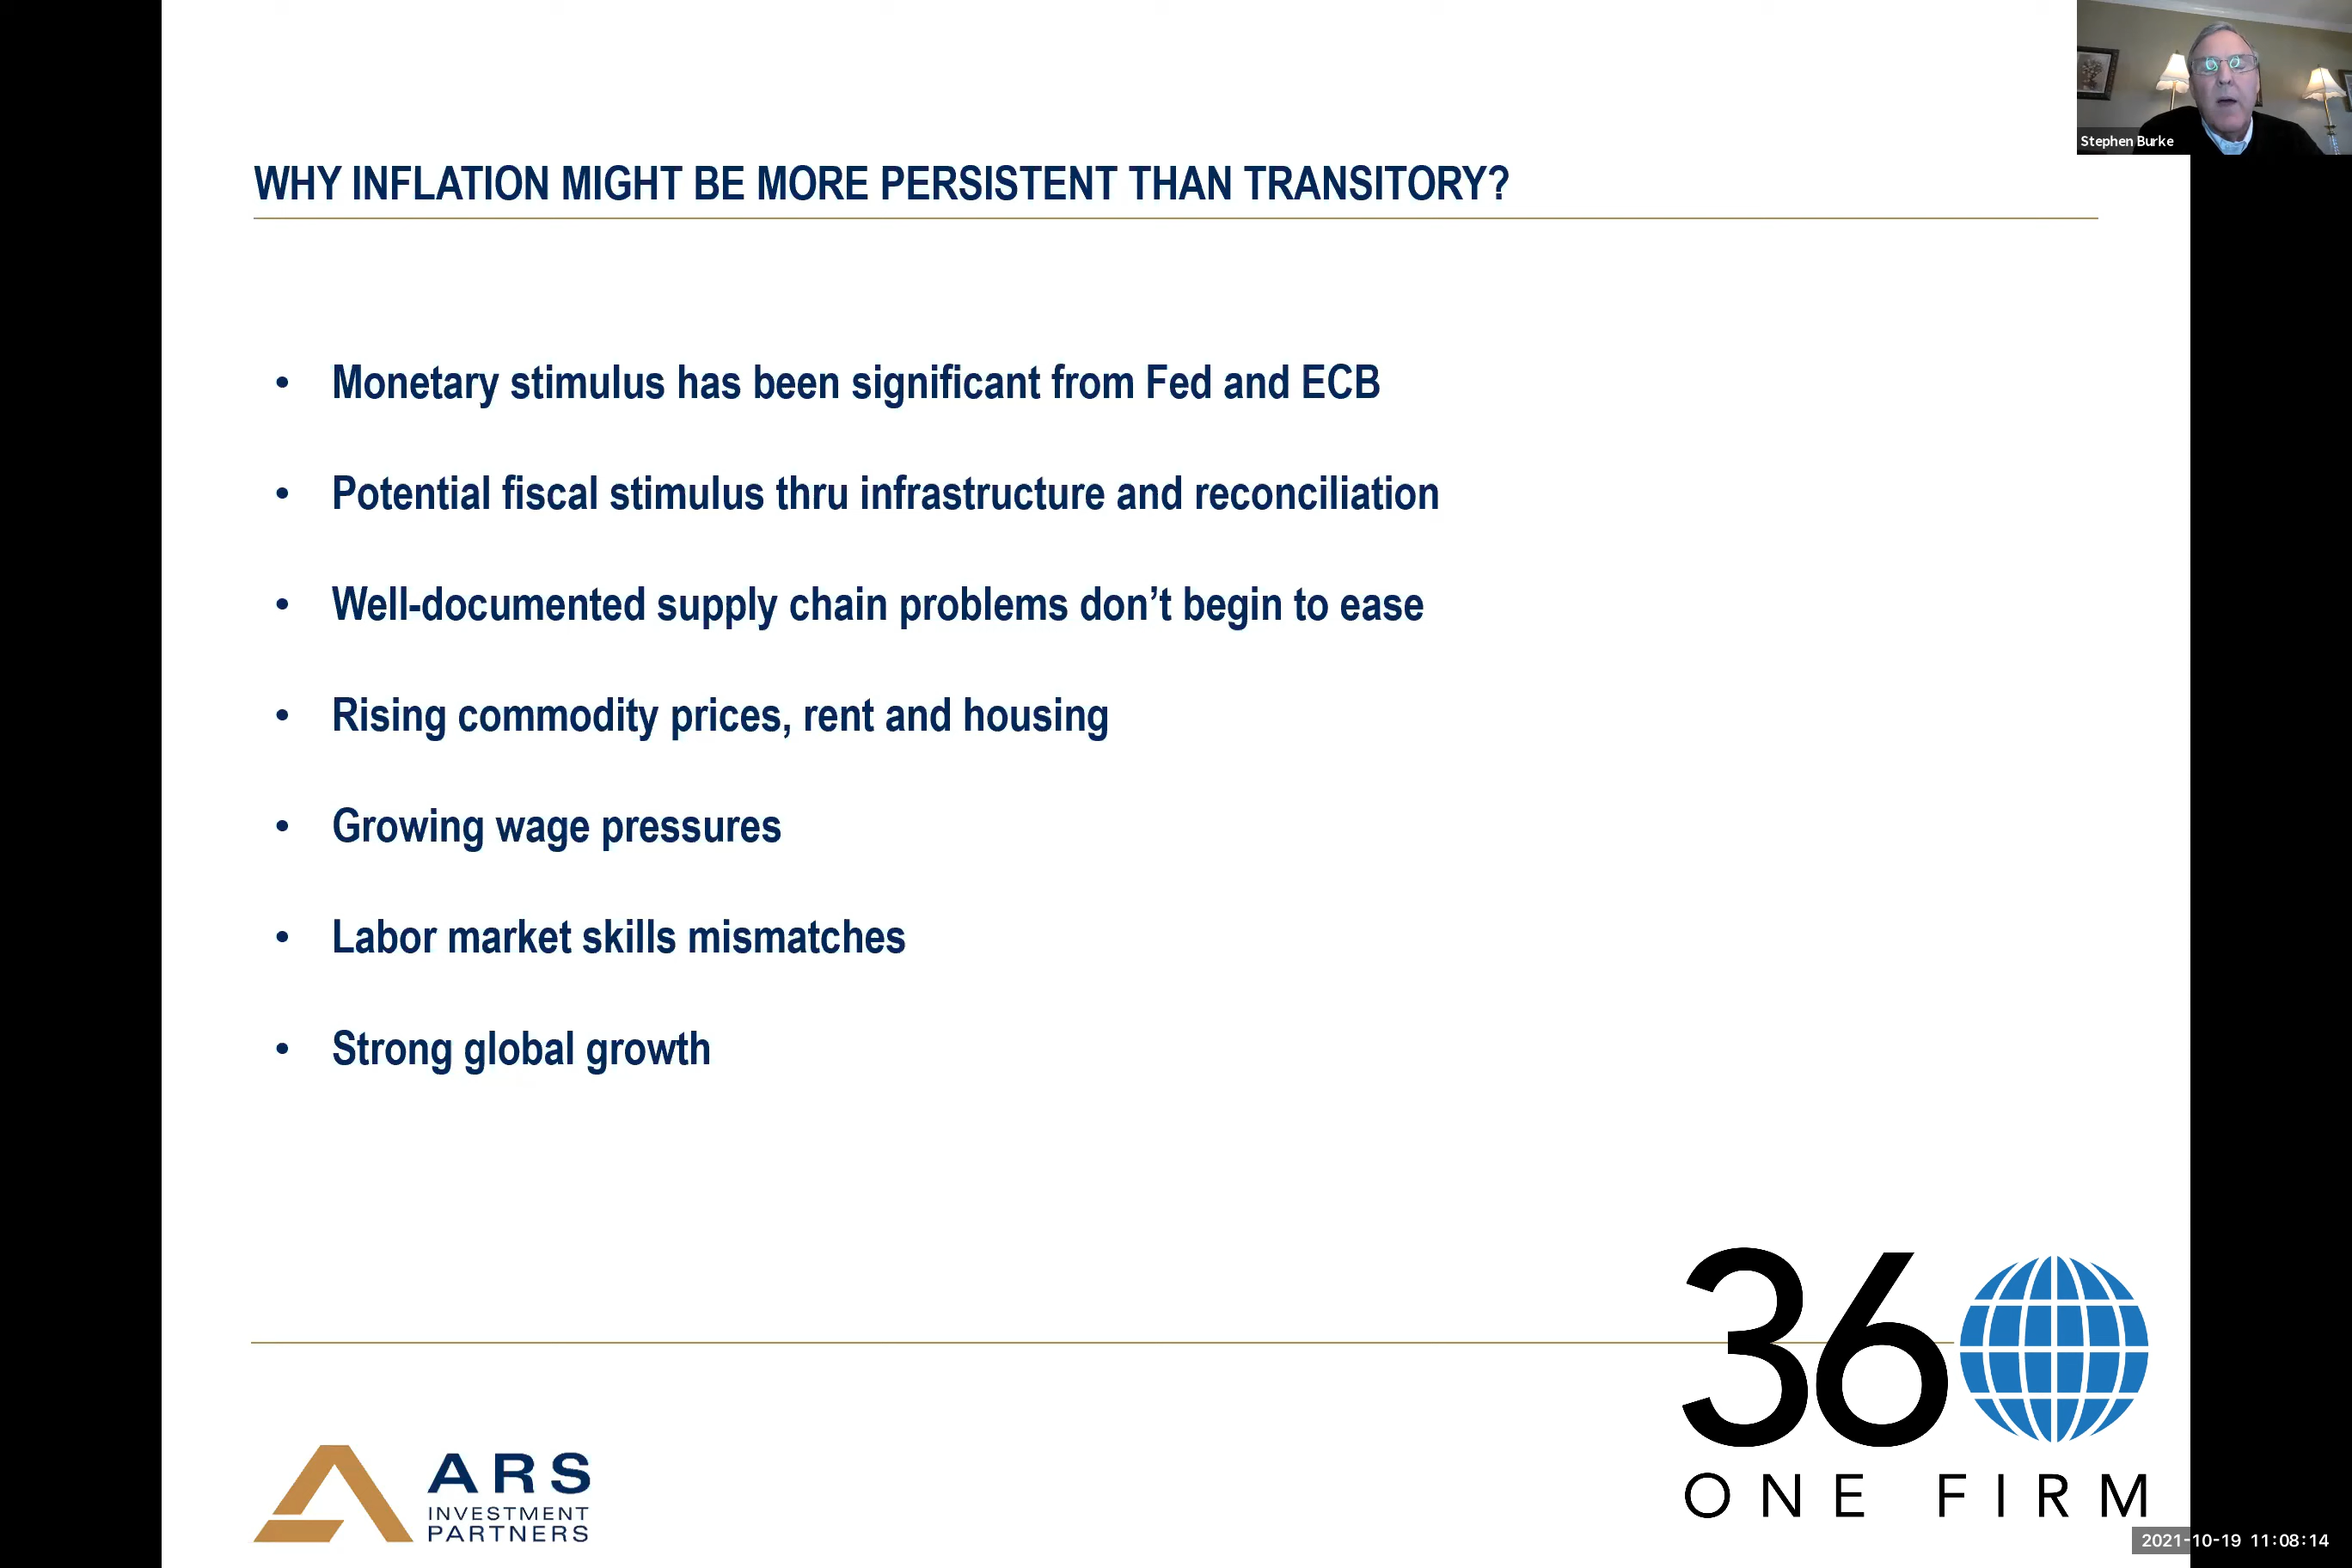 Stephen Burke
WHY INFLATION MIGHT BE MORE PERSISTENT THAN TRANSITORY?
• Monetary stimulus has been significant from Fed and ECB
• Potential fiscal stimulus thru infrastructure and reconciliation
• Well-documented supply chain problems don’t begin to ease
• Rising commodity prices, rent and housing
• Growing wage pressures
• Labor market skills mismatches
• Strong global growth
ARS
INVESTMENT
PARTNERS
36
ONE FIRM
2021-10-19 11:08:14